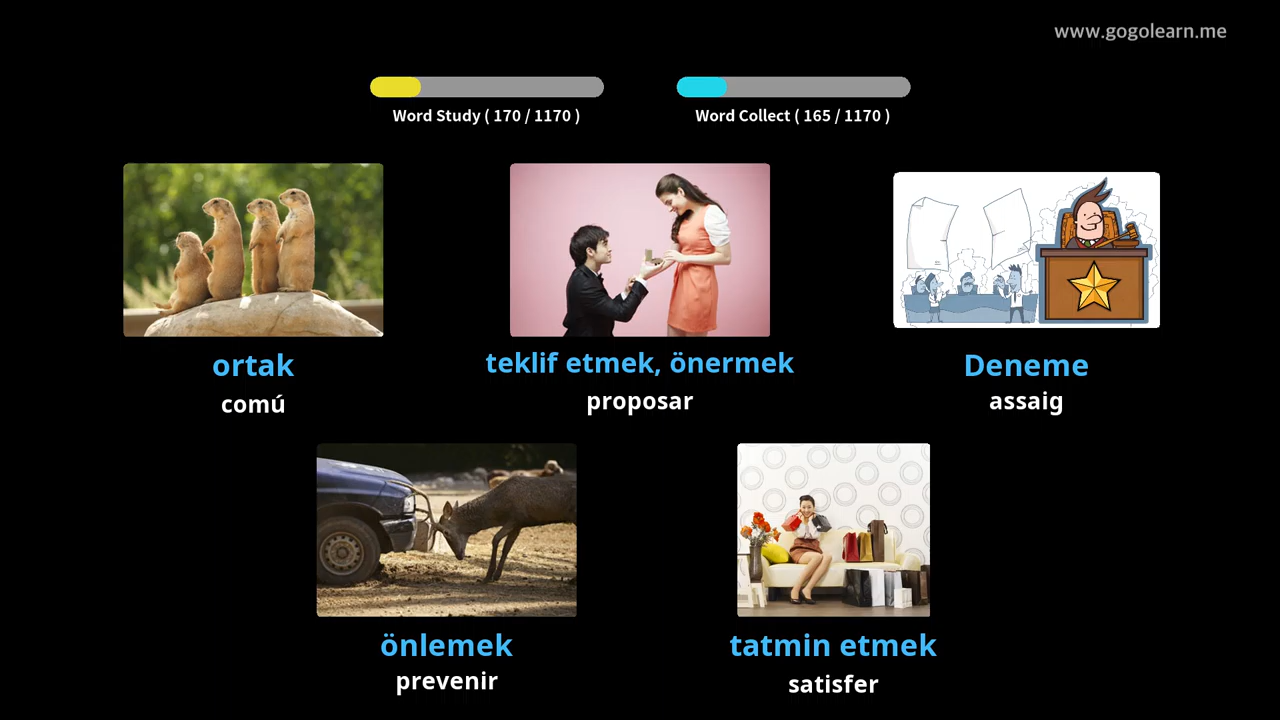 www.gogolearn.me
Word Study ( 170 / 1170 )
Word Collect ( 165 / 1170 )
ortak
comú
teklif etmek, önermek
proposar
Deneme
assaig
önlemek
prevenir
tatmin etmek
satisfer